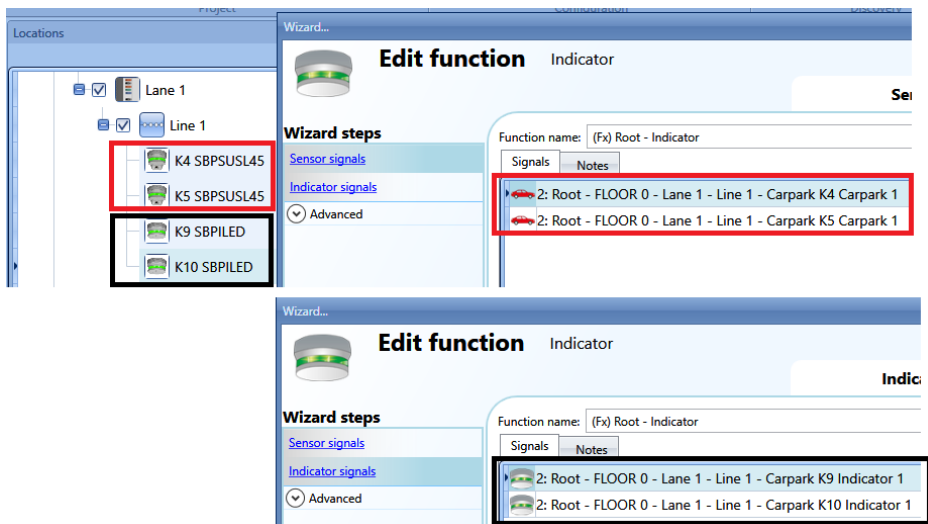 Project
Configuration
Discovery
Locations
Lane 1
Line 1
K4 SBPSUSL45
K5 SBPSUSL45
K9 SBPILED
K10 SBPILED
Wizard...
Edit function Indicator
Wizard steps
Sensor signals
Indicator signals
Advanced
Function name: (Fx) Root - Indicator
Signals Notes
2: Root - FLOOR 0 - Lane 1 - Line 1 - Carpark K4 Carpark 1
2: Root - FLOOR 0 - Lane 1 - Line 1 - Carpark K5 Carpark 1
Wizard...
Edit function Indicator
Wizard steps
Sensor signals
Indicator signals
Advanced
Function name: (Fx) Root - Indicator
Signals Notes
2: Root - FLOOR 0 - Lane 1 - Line 1 - Carpark K9 Indicator 1
2: Root - FLOOR 0 - Lane 1 - Line 1 - Carpark K10 Indicator 1